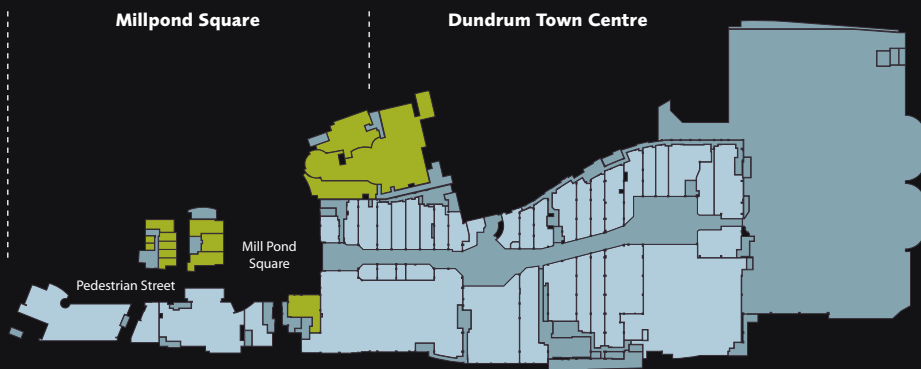 Millpond Square
Dundrum Town Centre
Mill Pond
Square
Pedestrian Street